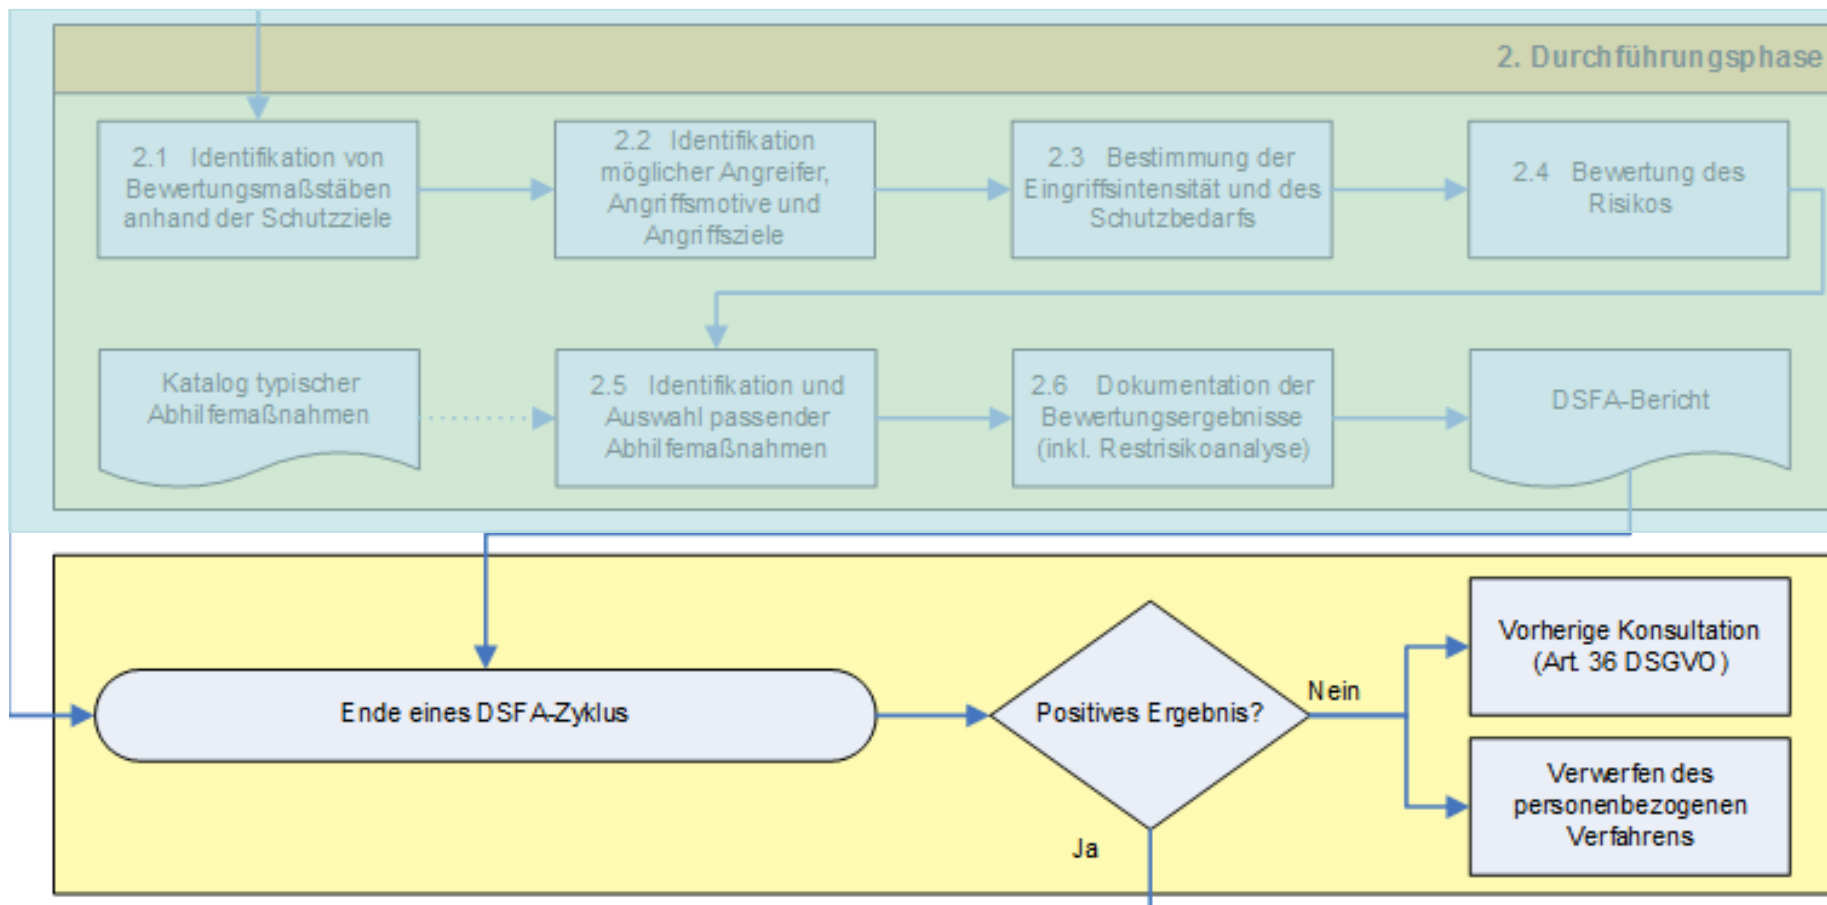 2. Durchführungsphase
2.1 Identifikation von
Bewertungsmaßstäben
anhand der Schutzziele
2.2 Identifikation
möglicher Angreifer,
Angriffsmotive und
Angriffsziele
2.3 Bestimmung der
Eingriffsintensität und des
Schutzbedarfs
2.4 Bewertung des
Risikos
Katalog typischer
Abhilfemaßnahmen
2.5 Identifikation und
Auswahl passender
Abhilfemaßnahmen
2.6 Dokumentation der
Bewertungsergebnisse
(inkl. Restrisikoanalyse)
DSFA-Bericht
Ende eines DSFA-Zyklus
Positives Ergebnis?
Nein
Ja
Vorherige Konsultation
(Art. 36 DSGVO)
Verwerfen des
personenbezogenen
Verfahrens